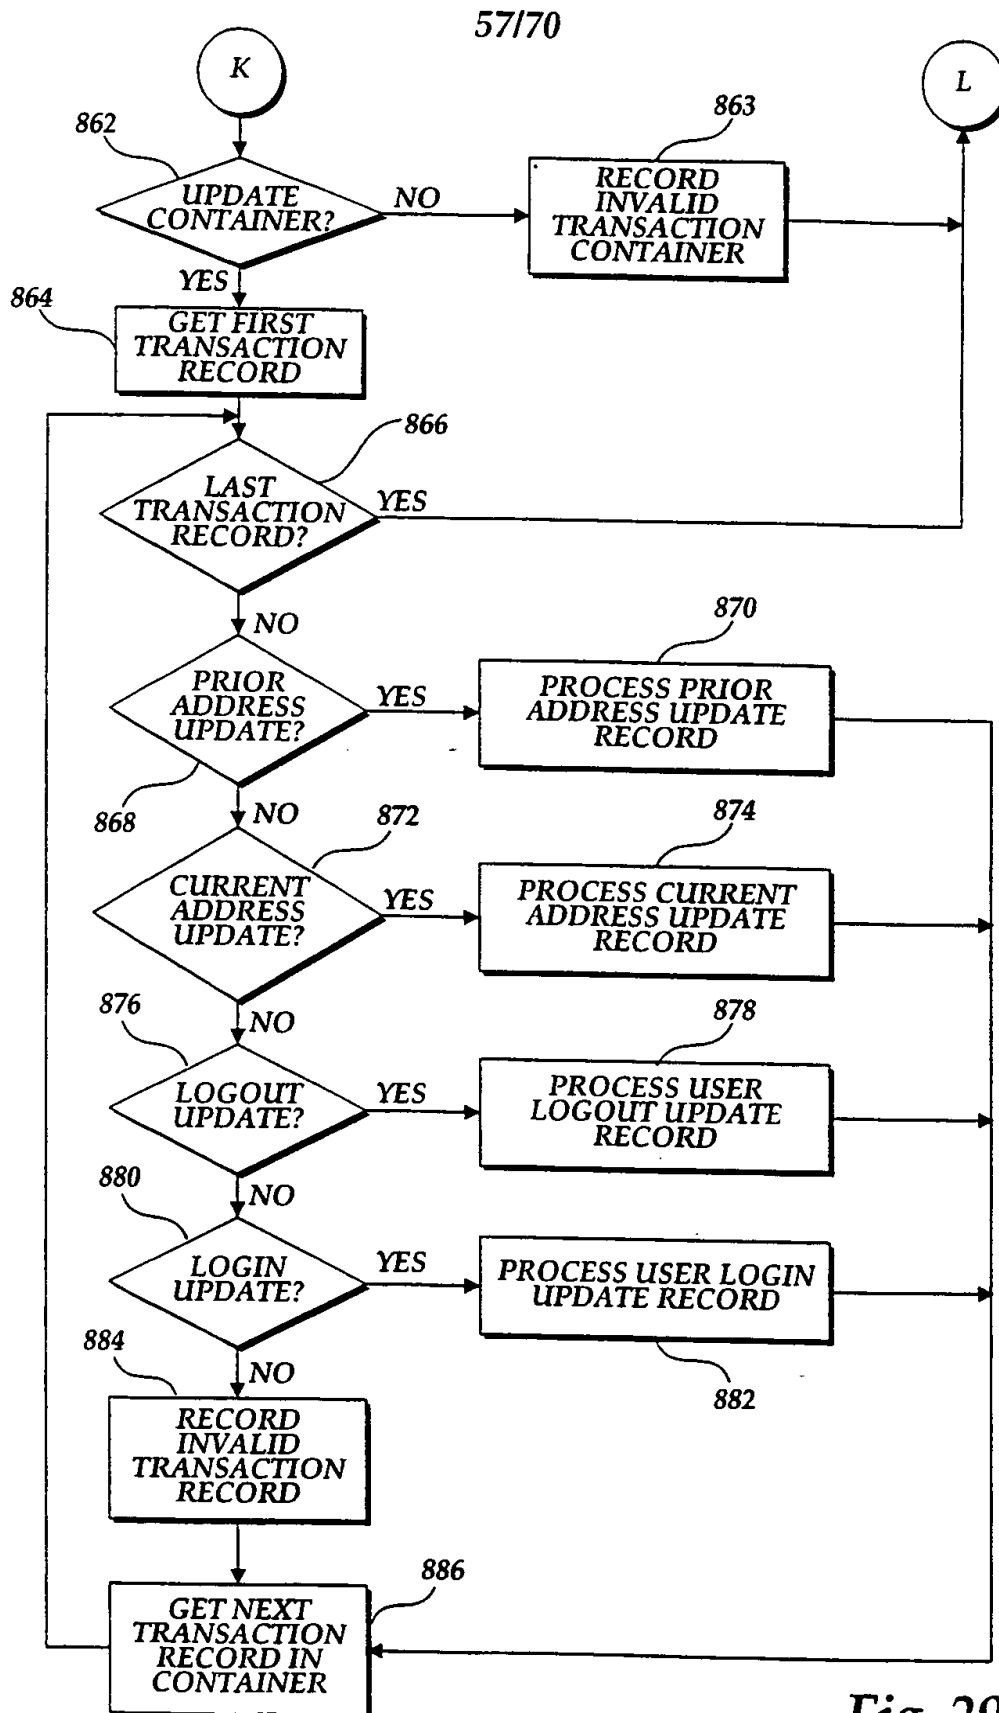 57/70
K
L
862
863
UPDATE
CONTAINER?
NO
RECORD
INVALID
TRANSACTION
CONTAINER
YES
864
GET FIRST
TRANSACTION
RECORD
866
LAST
TRANSACTION
RECORD?
YES
NO
870
PRIOR
ADDRESS
UPDATE?
YES
PROCESS PRIOR
ADDRESS UPDATE
RECORD
868
NO
872
874
CURRENT
ADDRESS
UPDATE?
YES
PROCESS CURRENT
ADDRESS UPDATE
RECORD
876
NO
878
LOGOUT
UPDATE?
YES
PROCESS USER
LOGOUT UPDATE
RECORD
880
NO
LOGIN
UPDATE?
YES
PROCESS USER LOGIN
UPDATE RECORD
884
NO
882
RECORD
INVALID
TRANSACTION
RECORD
886
GET NEXT
TRANSACTION
RECORD IN
CONTAINER